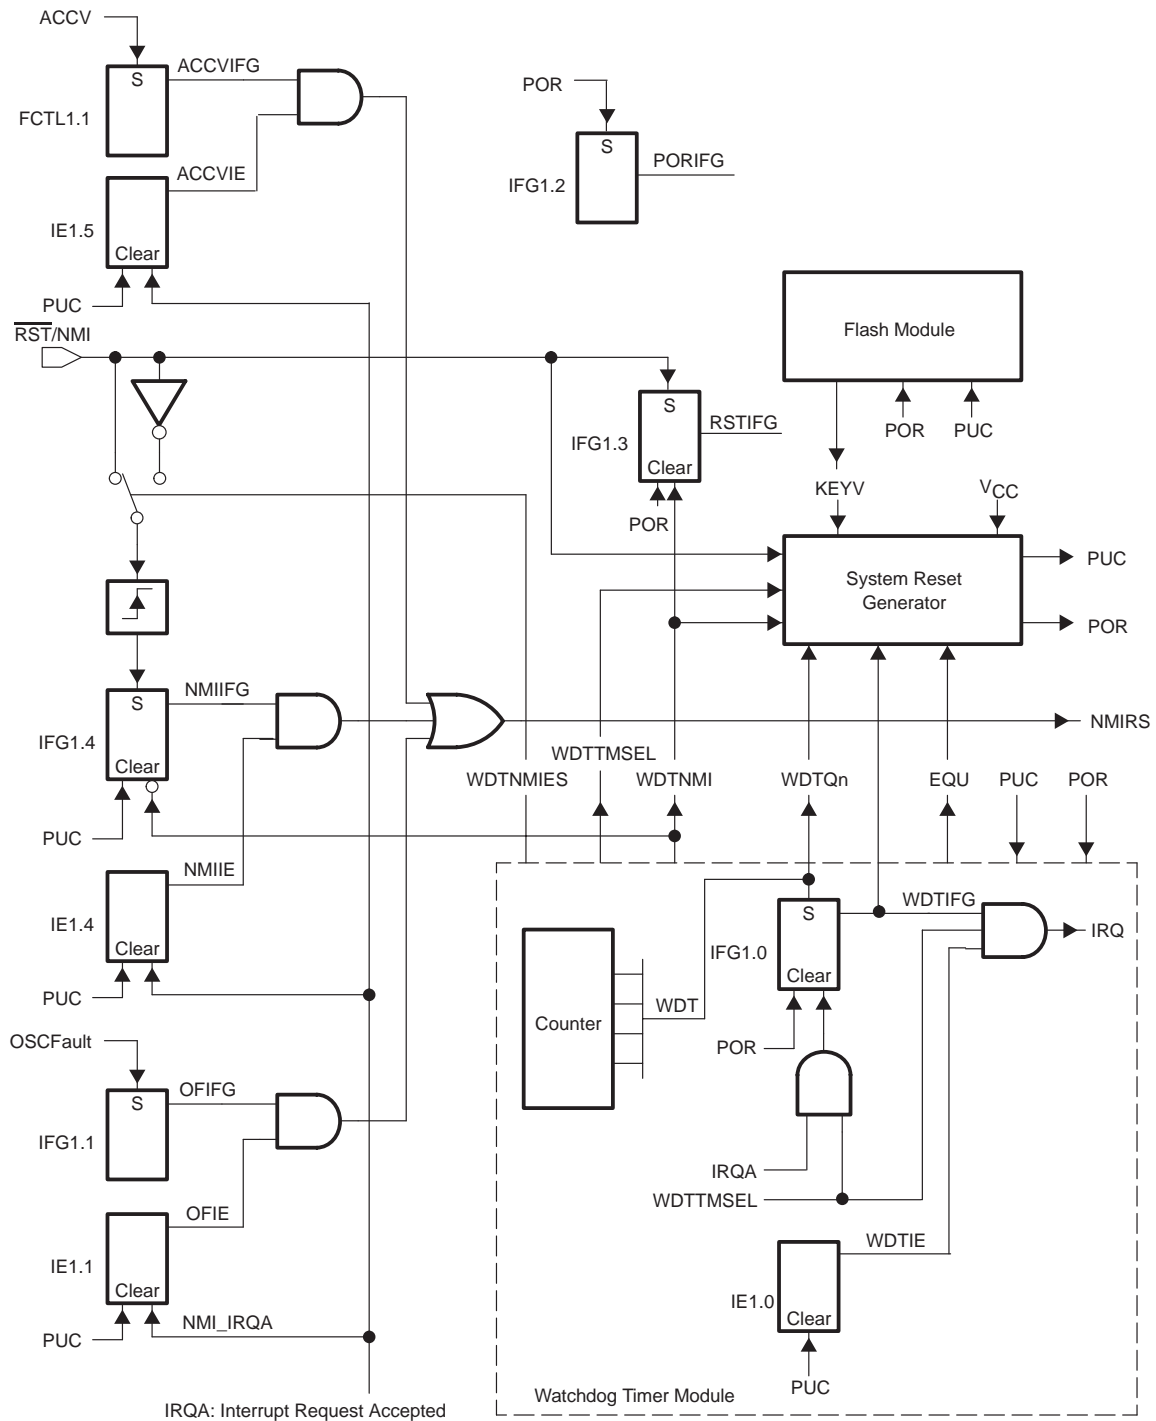 ACCV
S
ACCVIFG
FCTL1.1
ACCVIE
IE1.5
Clear
PUC
POR
S
PORIFG
IFG1.2
RST/NMI
Flash Module
POR
PUC
S
RSTIFG
IFG1.3
Clear
POR
KEYV
VCC
System Reset
Generator
PUC
POR
S
NMIIFG
IFG1.4
Clear
PUC
NMIRS
WDTTMSEL
WDTNMIES
WDTNMI
WDTQn
EQU
PUC
POR
NMIIE
IE1.4
Clear
PUC
S
WDTIFG
IRQ
IFG1.0
Clear
WDT
Counter
POR
OSCFault
S
OFIFG
IFG1.1
IRQA
WDTTMSEL
OFIE
IE1.1
Clear
NMI_IRQA
PUC
WDTIE
IE1.0
Clear
PUC
Watchdog Timer Module
IRQA: Interrupt Request Accepted